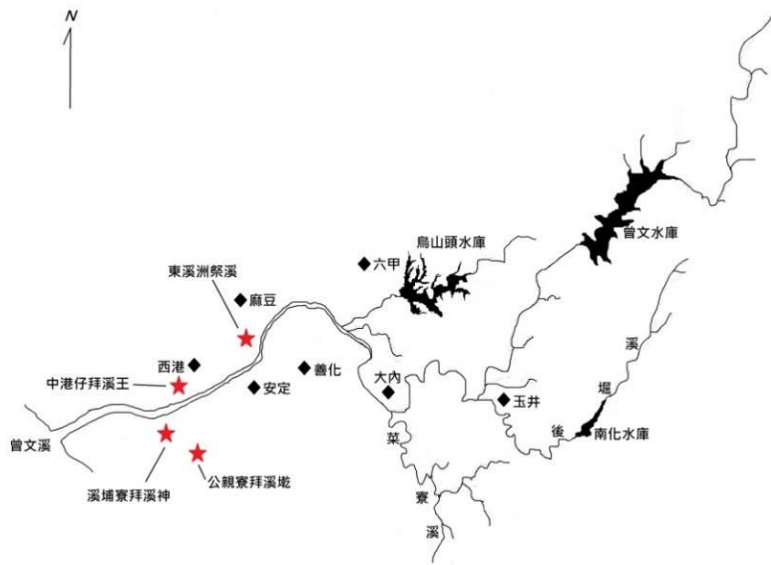 N
烏山頭水庫
曾文水庫
六甲
東溪洲祭溪
麻豆
西港
善化
中港仔拜溪王
安定
大內
玉井
曾文溪
溪埔寮拜溪神
公親寮拜溪墘
菜寮溪
後堀溪
南化水庫